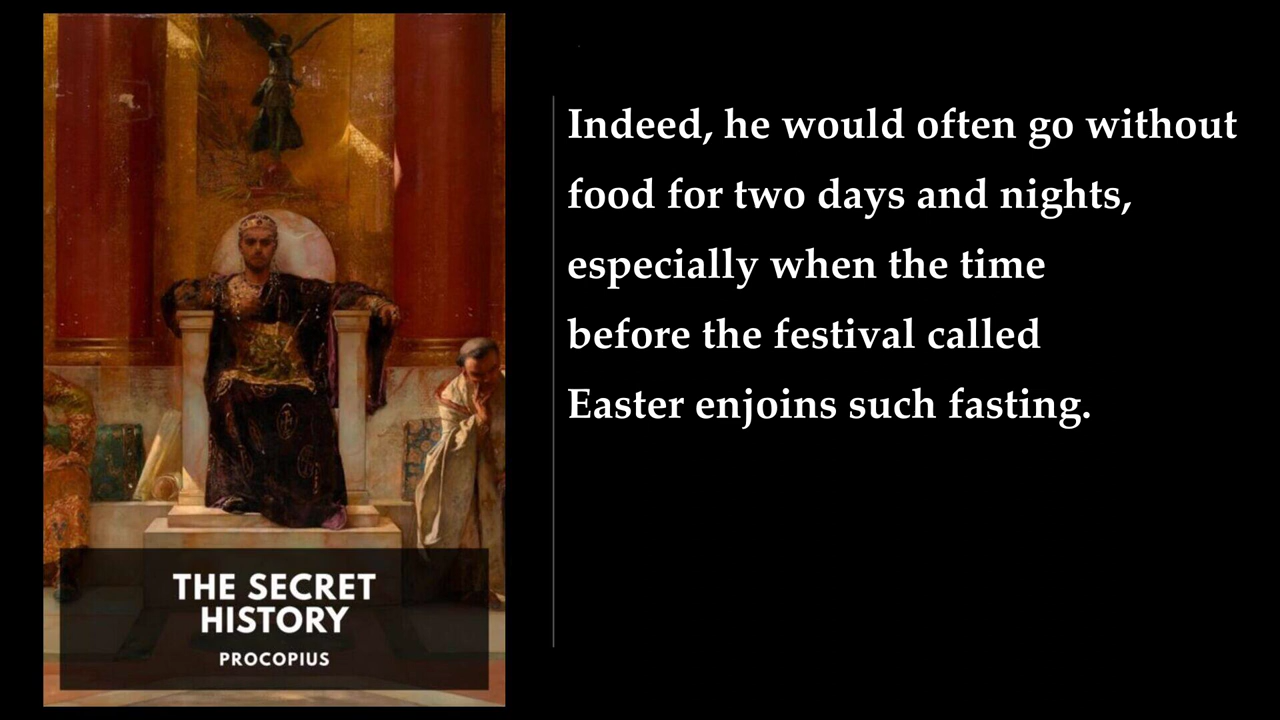 THE SECRET
HISTORY
PROCOPIUS
Indeed, he would often go without
food for two days and nights,
especially when the time
before the festival called
Easter enjoins such fasting.